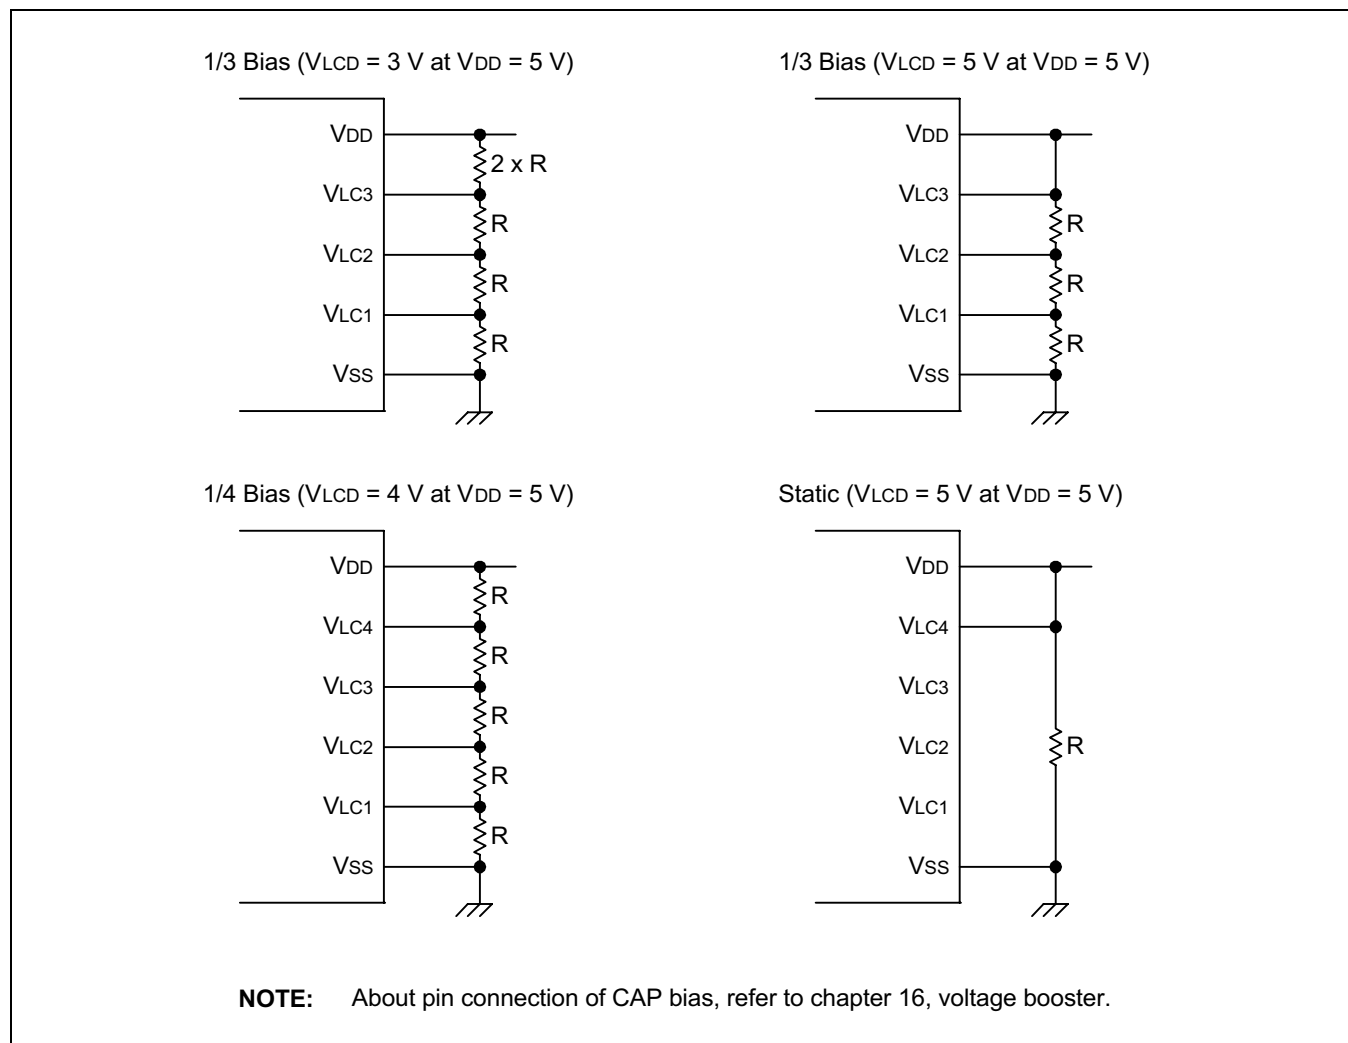 1/3 Bias (VLCD = 3 V at VDD = 5 V)
VDD
2 x R
VLC3
R
VLC2
R
VLC1
R
VSS
1/3 Bias (VLCD = 5 V at VDD = 5 V)
VDD
VLC3
R
VLC2
R
VLC1
R
VSS
1/4 Bias (VLCD = 4 V at VDD = 5 V)
VDD
R
VLC4
R
VLC3
R
VLC2
R
VLC1
R
VSS
Static (VLCD = 5 V at VDD = 5 V)
VDD
VLC4
VLC3
VLC2
R
VLC1
VSS
NOTE: About pin connection of CAP bias, refer to chapter 16, voltage booster.